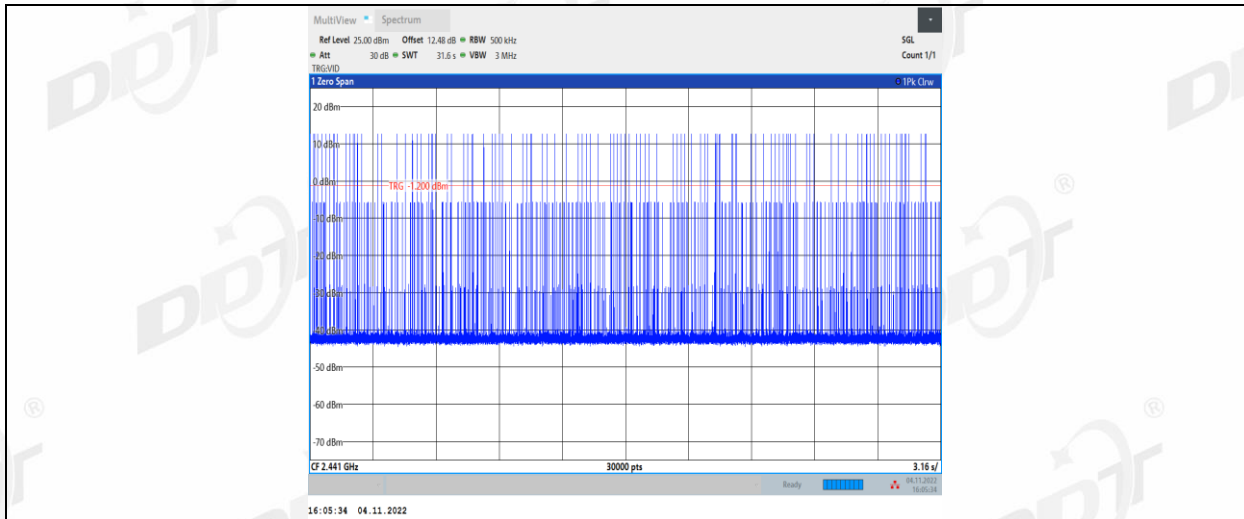 MultiView Spectrum
Ref Level 25.00 dBm Offset 12.48 dB RBW 500 kHz SGL
Att 30 dB SWT 31.6 s VBW 3 MHz Count 1/1
TRG:VID
1 Zero Span 1Pk Clrw
20 dBm
10 dBm
0 dBm
TRG -1.200 dBm
-10 dBm
-20 dBm
-30 dBm
-40 dBm
-50 dBm
-60 dBm
-70 dBm
CF 2.441 GHz 30000 pts 3.16 s/
Ready 04.11.2022
16:05:34
16:05:34 04.11.2022
DDT
®